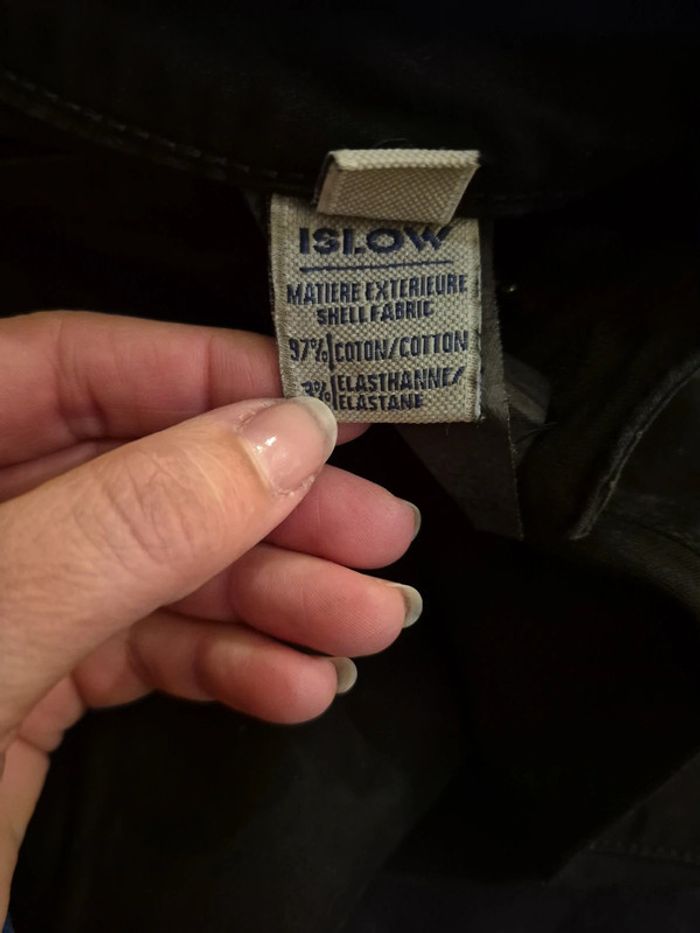 ISLOW
MATIERE EXTERIEURE
SHELL FABRIC
97% COTON/COTTON
3% ELASTHANNE/
ELASTANE